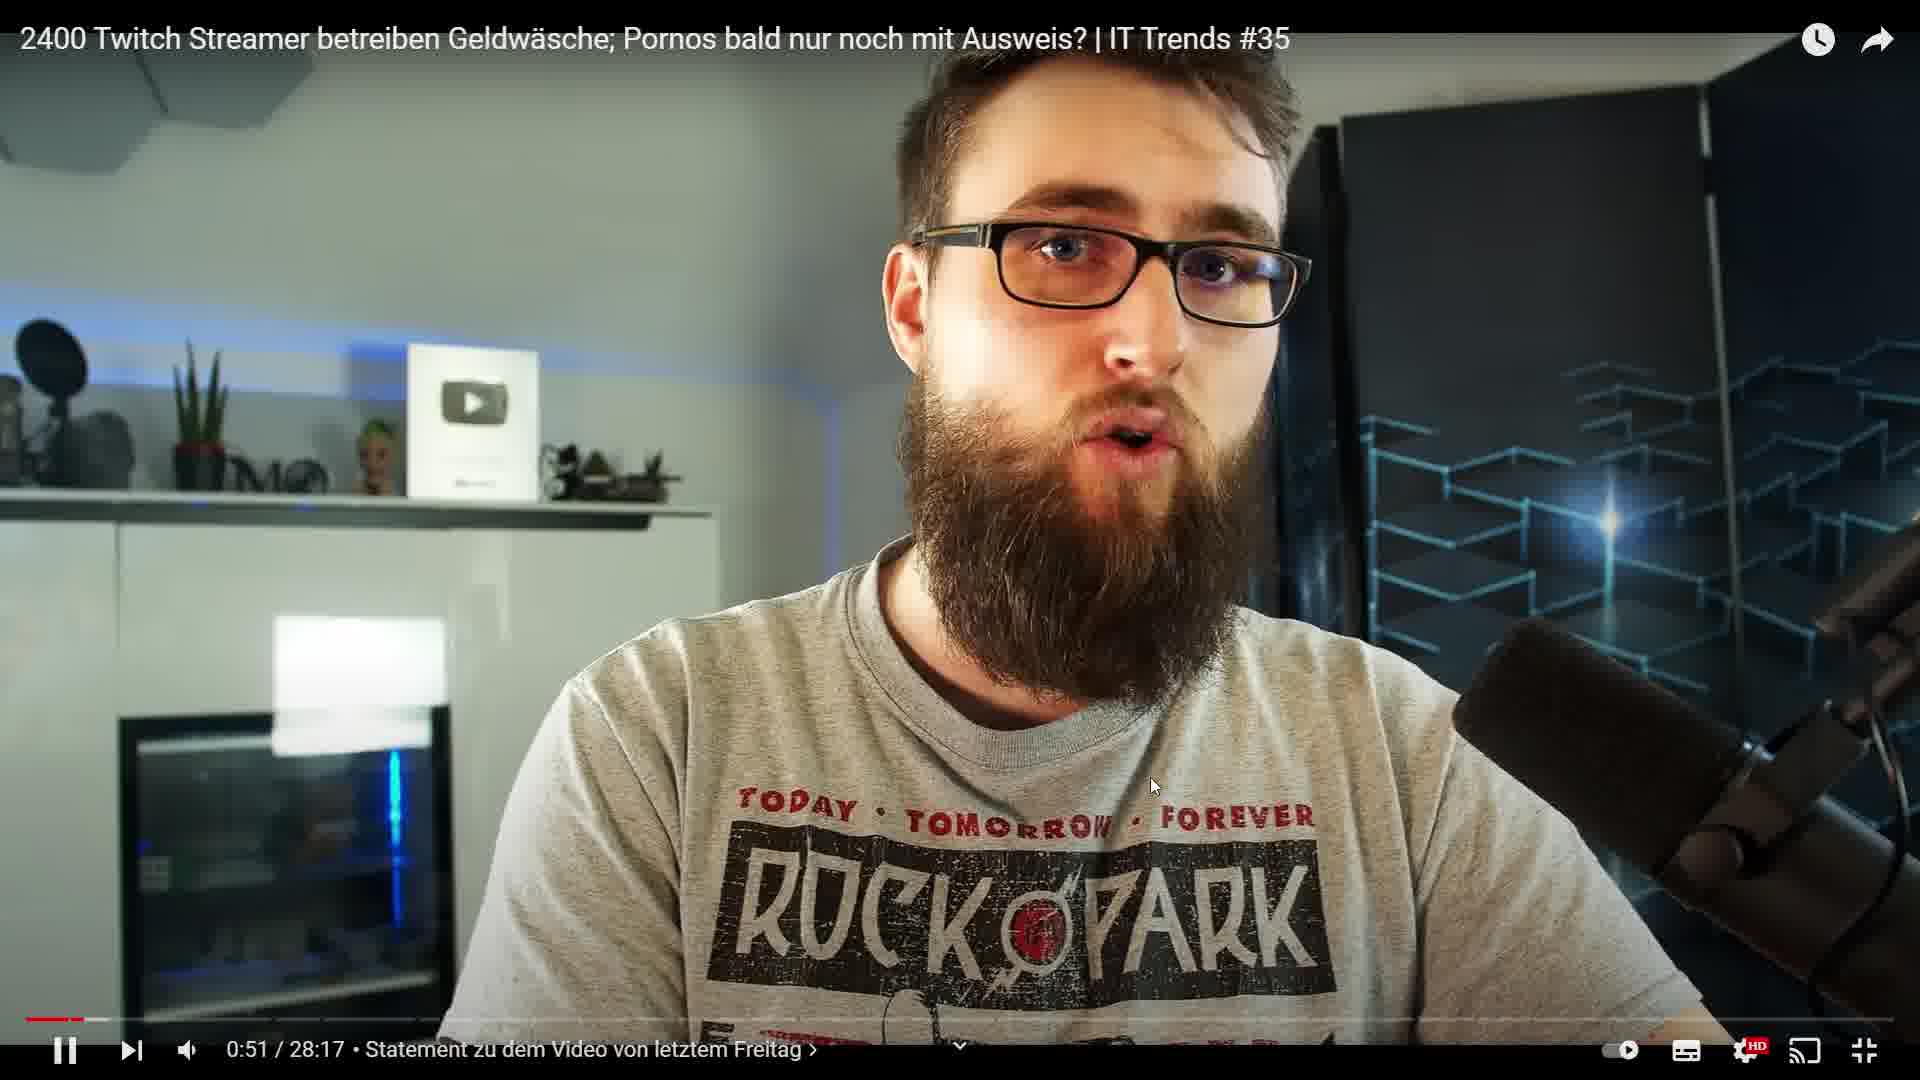 2400 Twitch Streamer betreiben Geldwäsche; Pornos bald nur noch mit Ausweis? | IT Trends #35
TODAY · TOMORROW · FOREVER
ROCK PARK
0:51 / 28:17 • Statement zu dem Video von letztem Freitag
HD